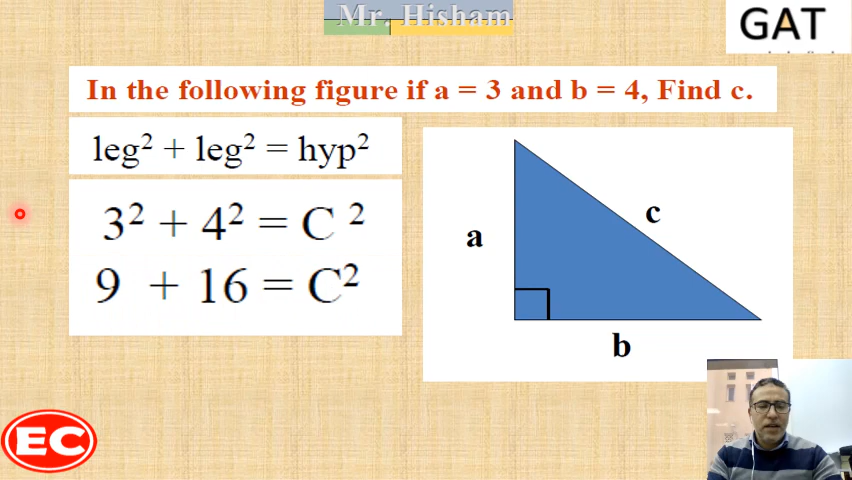 Mr. Hisham
GAT
In the following figure if a = 3 and b = 4, Find c.
leg² + leg² = hyp²
3² + 4² = C ²
9 + 16 = C²
a
c
b
EC